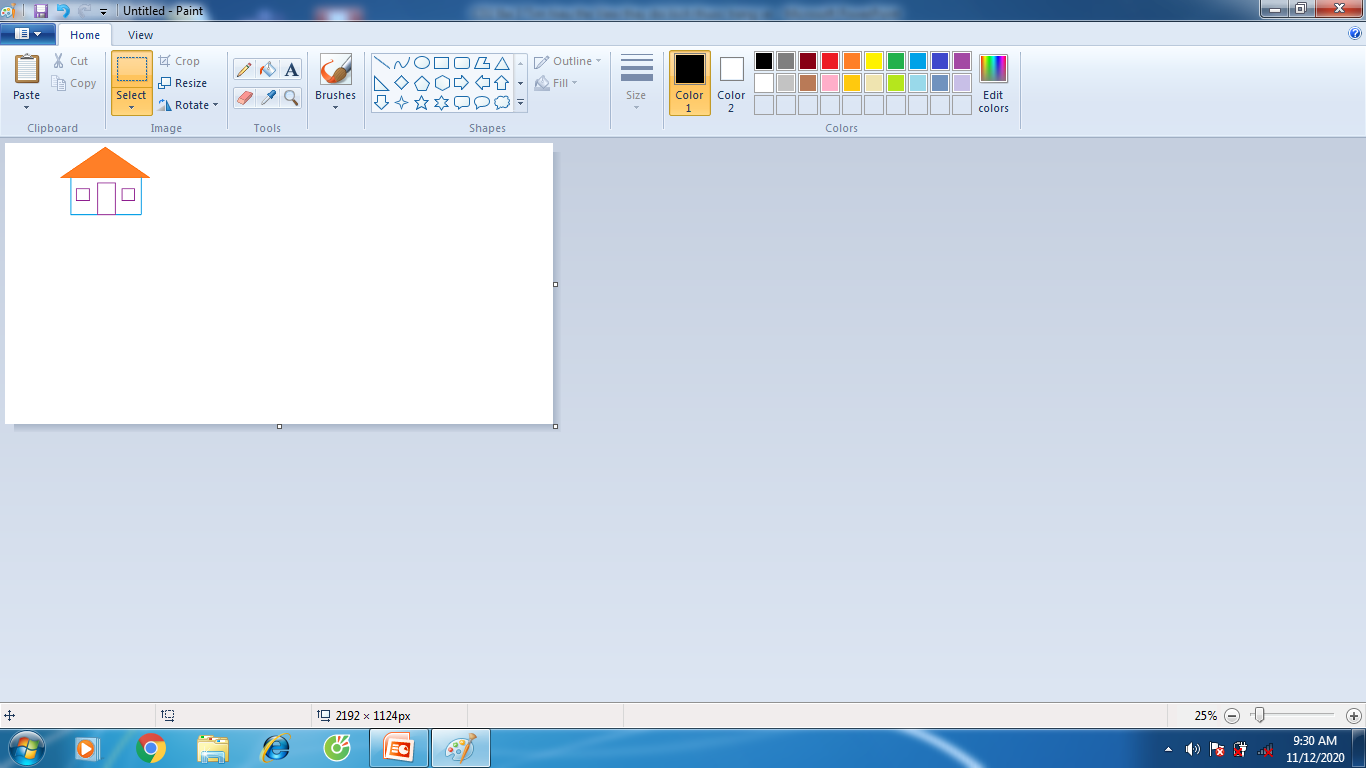 Untitled - Paint
Home View
Paste
Cut
Copy
Clipboard
Select
Crop
Resize
Rotate
Image
A
Tools
Brushes
Outline
Fill
Shapes
Size
Color 1
Color 2
Edit colors
Colors
2192 × 1124px
25%
9:30 AM
11/12/2020